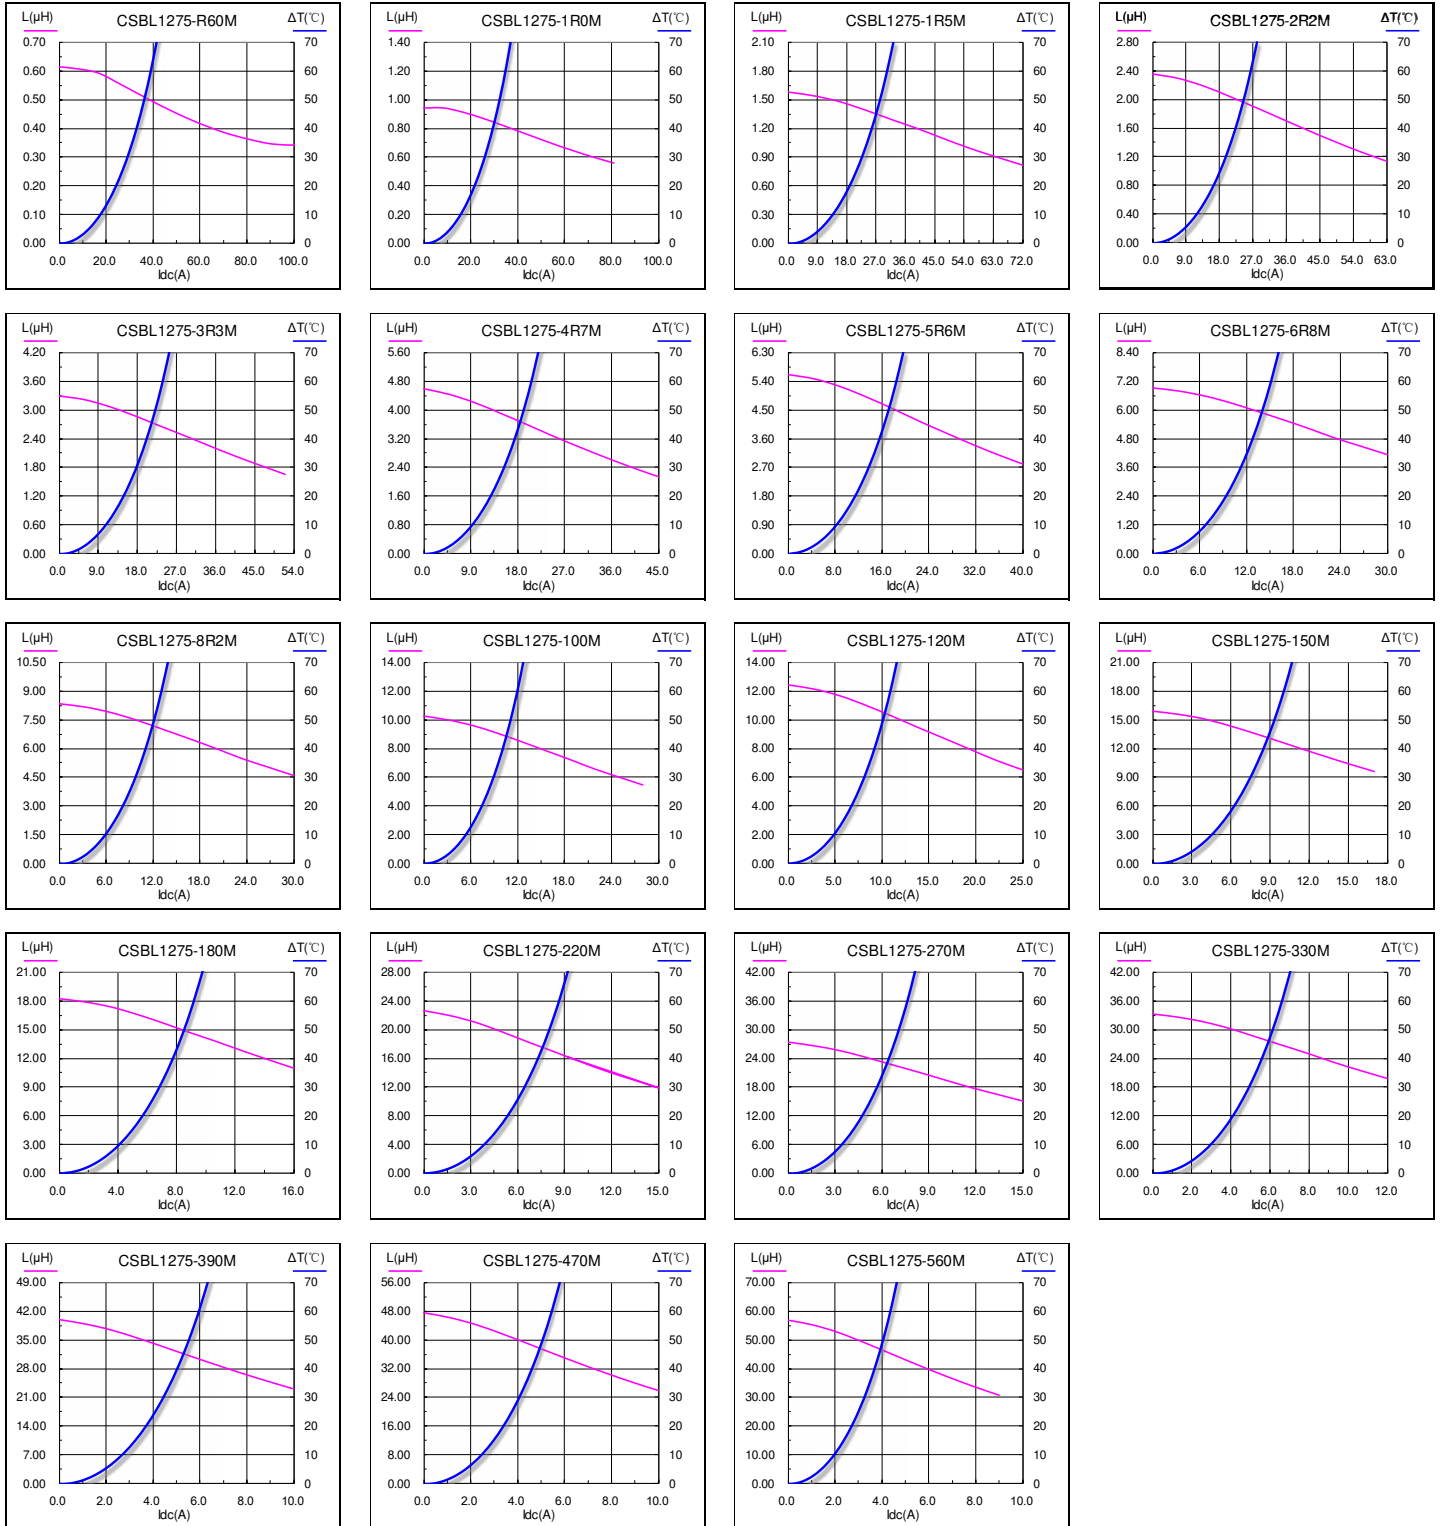 L(μH) CSBL1275-R60M ΔT(℃)
0.70 70
0.60 60
0.50 50
0.40 40
0.30 30
0.20 20
0.10 10
0.00 0
0.0 20.0 40.0 60.0 80.0 100.0
Idc(A)
L(μH) CSBL1275-1R0M ΔT(℃)
1.40 70
1.20 60
1.00 50
0.80 40
0.60 30
0.40 20
0.20 10
0.00 0
0.0 20.0 40.0 60.0 80.0 100.0
Idc(A)
L(μH) CSBL1275-1R5M ΔT(℃)
2.10 70
1.80 60
1.50 50
1.20 40
0.90 30
0.60 20
0.30 10
0.00 0
0.0 9.0 18.0 27.0 36.0 45.0 54.0 63.0 72.0
Idc(A)
L(μH) CSBL1275-2R2M ΔT(℃)
2.80 70
2.40 60
2.00 50
1.60 40
1.20 30
0.80 20
0.40 10
0.00 0
0.0 9.0 18.0 27.0 36.0 45.0 54.0 63.0
Idc(A)
L(μH) CSBL1275-3R3M ΔT(℃)
4.20 70
3.60 60
3.00 50
2.40 40
1.80 30
1.20 20
0.60 10
0.00 0
0.0 9.0 18.0 27.0 36.0 45.0 54.0
Idc(A)
L(μH) CSBL1275-4R7M ΔT(℃)
5.60 70
4.80 60
4.00 50
3.20 40
2.40 30
1.60 20
0.80 10
0.00 0
0.0 9.0 18.0 27.0 36.0 45.0
Idc(A)
L(μH) CSBL1275-5R6M ΔT(℃)
6.30 70
5.40 60
4.50 50
3.60 40
2.70 30
1.80 20
0.90 10
0.00 0
0.0 8.0 16.0 24.0 32.0 40.0
Idc(A)
L(μH) CSBL1275-6R8M ΔT(℃)
8.40 70
7.20 60
6.00 50
4.80 40
3.60 30
2.40 20
1.20 10
0.00 0
0.0 6.0 12.0 18.0 24.0 30.0
Idc(A)
L(μH) CSBL1275-8R2M ΔT(℃)
10.50 70
9.00 60
7.50 50
6.00 40
4.50 30
3.00 20
1.50 10
0.00 0
0.0 6.0 12.0 18.0 24.0 30.0
Idc(A)
L(μH) CSBL1275-100M ΔT(℃)
14.00 70
12.00 60
10.00 50
8.00 40
6.00 30
4.00 20
2.00 10
0.00 0
0.0 6.0 12.0 18.0 24.0 30.0
Idc(A)
L(μH) CSBL1275-120M ΔT(℃)
14.00 70
12.00 60
10.00 50
8.00 40
6.00 30
4.00 20
2.00 10
0.00 0
0.0 5.0 10.0 15.0 20.0 25.0
Idc(A)
L(μH) CSBL1275-150M ΔT(℃)
21.00 70
18.00 60
15.00 50
12.00 40
9.00 30
6.00 20
3.00 10
0.00 0
0.0 3.0 6.0 9.0 12.0 15.0 18.0
Idc(A)
L(μH) CSBL1275-180M ΔT(℃)
21.00 70
18.00 60
15.00 50
12.00 40
9.00 30
6.00 20
3.00 10
0.00 0
0.0 4.0 8.0 12.0 16.0
Idc(A)
L(μH) CSBL1275-220M ΔT(℃)
28.00 70
24.00 60
20.00 50
16.00 40
12.00 30
8.00 20
4.00 10
0.00 0
0.0 3.0 6.0 9.0 12.0 15.0
Idc(A)
L(μH) CSBL1275-270M ΔT(℃)
42.00 70
36.00 60
30.00 50
24.00 40
18.00 30
12.00 20
6.00 10
0.00 0
0.0 3.0 6.0 9.0 12.0 15.0
Idc(A)
L(μH) CSBL1275-330M ΔT(℃)
42.00 70
36.00 60
30.00 50
24.00 40
18.00 30
12.00 20
6.00 10
0.00 0
0.0 2.0 4.0 6.0 8.0 10.0 12.0
Idc(A)
L(μH) CSBL1275-390M ΔT(℃)
49.00 70
42.00 60
35.00 50
28.00 40
21.00 30
14.00 20
7.00 10
0.00 0
0.0 2.0 4.0 6.0 8.0 10.0
Idc(A)
L(μH) CSBL1275-470M ΔT(℃)
56.00 70
48.00 60
40.00 50
32.00 40
24.00 30
16.00 20
8.00 10
0.00 0
0.0 2.0 4.0 6.0 8.0 10.0
Idc(A)
L(μH) CSBL1275-560M ΔT(℃)
70.00 70
60.00 60
50.00 50
40.00 40
30.00 30
20.00 20
10.00 10
0.00 0
0.0 2.0 4.0 6.0 8.0 10.0
Idc(A)